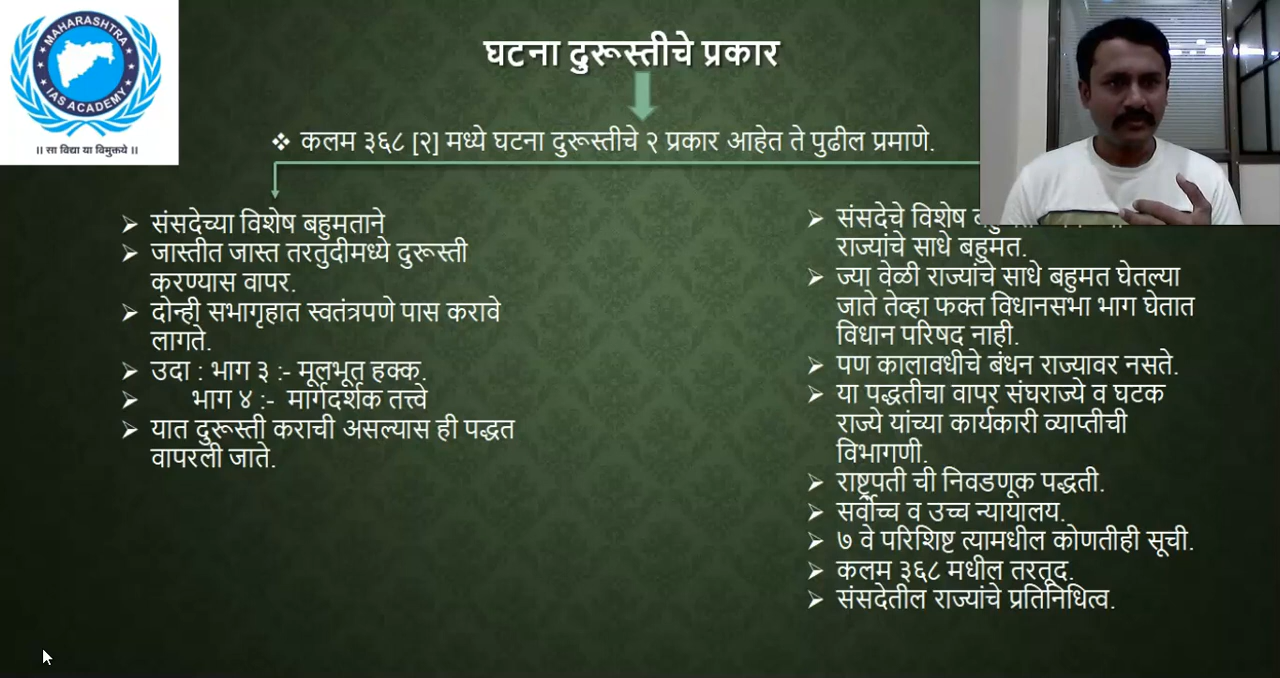 MAHARASHTRA
IAS ACADEMY
|| सा विद्या या विमुक्तये ||
घटना दुरूस्तीचे प्रकार
❖ कलम ३६८ [२] मध्ये घटना दुरूस्तीचे २ प्रकार आहेत ते पुढील प्रमाणे.
➢ संसदेच्या विशेष बहुमताने
➢ जास्तीत जास्त तरतुदीमध्ये दुरूस्ती
करण्यास वापर.
➢ दोन्ही सभागृहात स्वतंत्रपणे पास करावे
लागते.
➢ उदा : भाग ३ :- मूलभूत हक्क.
➢ भाग ४ :- मार्गदर्शक तत्त्वे
➢ यात दुरूस्ती कराची असल्यास ही पद्धत
वापरली जाते.
➢ संसदेचे विशेष
राज्यांचे साधे बहुमत.
➢ ज्या वेळी राज्यांचे साधे बहुमत घेतल्या
जाते तेव्हा फक्त विधानसभा भाग घेतात
विधान परिषद नाही.
➢ पण कालावधीचे बंधन राज्यावर नसते.
➢ या पद्धतीचा वापर संघराज्ये व घटक
राज्ये यांच्या कार्यकारी व्याप्तीची
विभागणी.
➢ राष्ट्रपती ची निवडणूक पद्धती.
➢ सर्वोच्च व उच्च न्यायालय.
➢ ७ वे परिशिष्ट त्यामधील कोणतीही सूची.
➢ कलम ३६८ मधील तरतूद.
➢ संसदेतील राज्यांचे प्रतिनिधित्व.